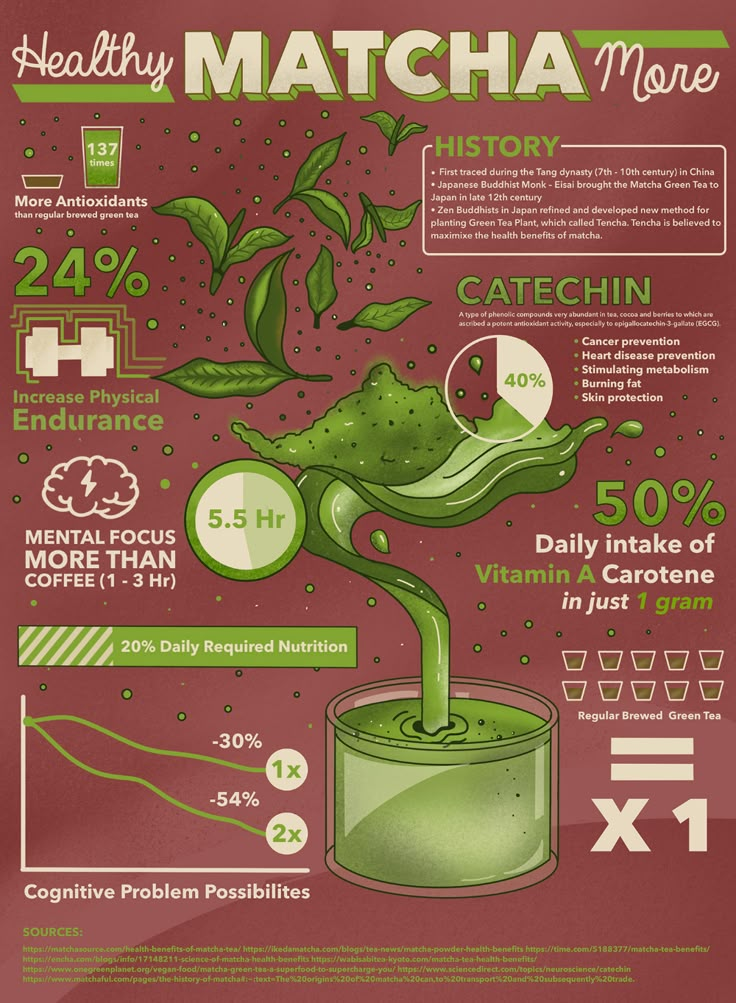 Healthy MATCHA More
137
times
More Antioxidants
than regular brewed green tea
HISTORY
• First traced during the Tang dynasty (7th - 10th century) in China
• Japanese Buddhist Monk - Eisai brought the Matcha Green Tea to
Japan in late 12th century
• Zen Buddhists in Japan refined and developed new method for
planting Green Tea Plant, which called Tencha. Tencha is believed to
maximixe the health benefits of matcha.
24%
Increase Physical
Endurance
CATECHIN
A type of phenolic compounds very abundant in tea, cocoa and berries to which are
ascribed a potent antioxidant activity, especially to epigallocatechin-3-gallate (EGCG).
40%
• Cancer prevention
• Heart disease prevention
• Stimulating metabolism
• Burning fat
• Skin protection
5.5 Hr
MENTAL FOCUS
MORE THAN
COFFEE (1 - 3 Hr)
50%
Daily intake of
Vitamin A Carotene
in just 1 gram
20% Daily Required Nutrition
Regular Brewed Green Tea
=
X 1
-30%
1x
-54%
2x
Cognitive Problem Possibilites
SOURCES:
https://matchasource.com/health-benefits-of-matcha-tea/ https://ikedamatcha.com/blogs/tea-news/matcha-powder-health-benefits https://time.com/5188377/matcha-tea-benefits/
https://encha.com/blogs/info/17148211-science-of-matcha-health-benefits https://wabisabitea-kyoto.com/matcha-tea-health-benefits/
https://www.onegreenplanet.org/vegan-food/matcha-green-tea-a-superfood-to-supercharge-you/ https://www.sciencedirect.com/topics/neuroscience/catechin
https://www.matchaful.com/pages/the-history-of-matcha#:~:text=The%20origins%20of%20matcha%20can,to%20transport%20and%20subsequently%20trade.